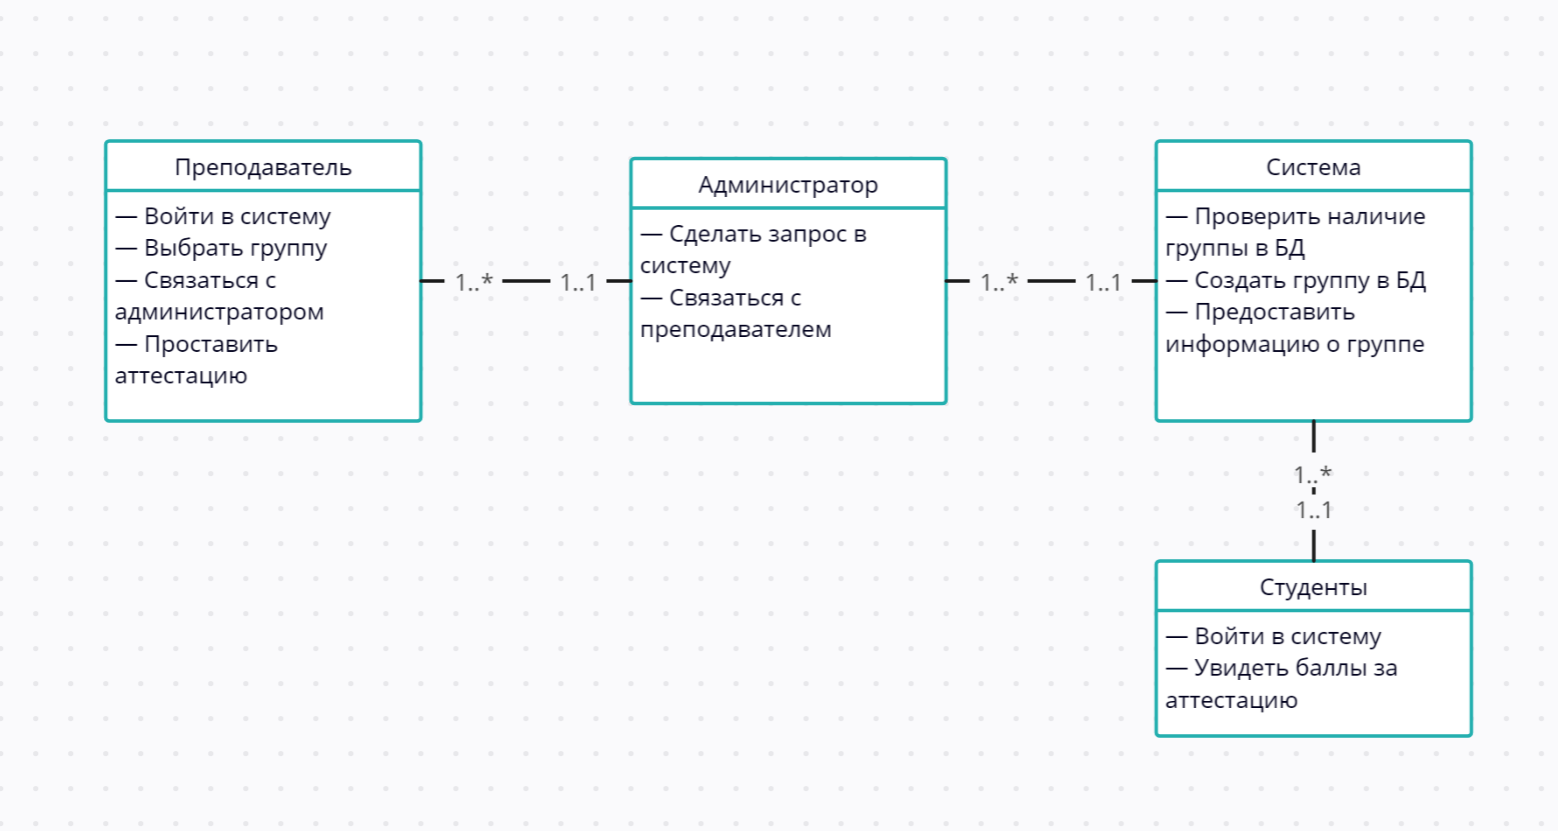 Преподаватель
— Войти в систему
— Выбрать группу
— Связаться с
администратором
— Проставить
аттестацию
1..*
1..1
Администратор
— Сделать запрос в
систему
— Связаться с
преподавателем
1..*
1..1
Система
— Проверить наличие
группы в БД
— Создать группу в БД
— Предоставить
информацию о группе
1..*
1..1
Студенты
— Войти в систему
— Увидеть баллы за
аттестацию